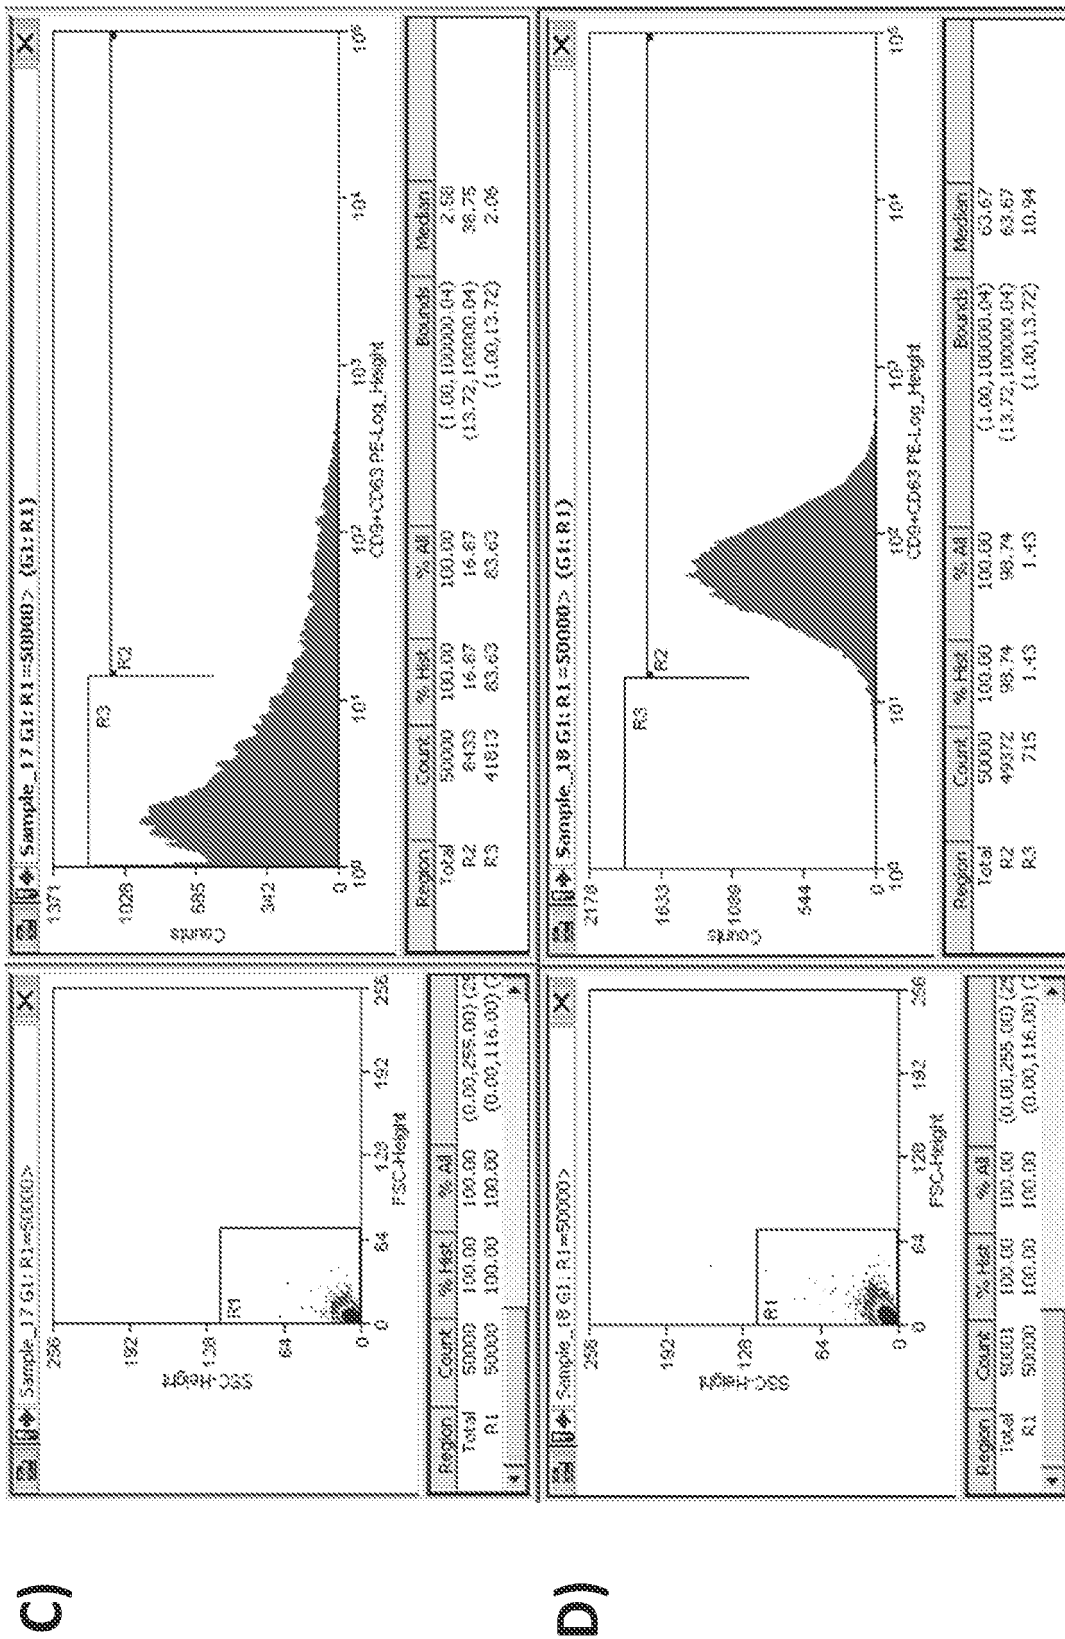 C)
Sample_17 G1: R1=50000>
SSC-Height
256
192
128
64
0
R1
0 64 128 192 256
FSC-Height
Region Count % Hist % All
Total 50000 100.00 100.00 (0.00,255.00) (25
R1 50000 100.00 100.00 (0.00,116.00) (
Sample_17 G1: R1=50000> {G1: R1}
Counts
1371
1028
685
342
0
R3
R2
10⁰ 10¹ 10² 10³ 10⁴ 10⁵
CD9+CD63 PE-Log_Height
Region Count % Hist % All Bounds Median
Total 50000 100.00 100.00 (1.00,100000.04) 2.58
R2 8433 16.87 16.87 (13.72,100000.04) 38.75
R3 41813 83.63 83.63 (1.00,13.72) 2.06
D)
Sample_18 G1: R1=50000>
SSC-Height
256
192
128
64
0
R1
0 64 128 192 256
FSC-Height
Region Count % Hist % All
Total 50001 100.00 100.00 (0.00,255.00) (25
R1 50000 100.00 100.00 (0.00,116.00) (
Sample_18 G1: R1=50000> {G1: R1}
Counts
2178
1633
1089
544
0
R3
R2
10⁰ 10¹ 10² 10³ 10⁴ 10⁵
CD9+CD63 PE-Log_Height
Region Count % Hist % All Bounds Median
Total 50000 100.00 100.00 (1.00,100000.04) 63.67
R2 49372 98.74 98.74 (13.72,100000.04) 63.67
R3 715 1.43 1.43 (1.00,13.72) 10.94